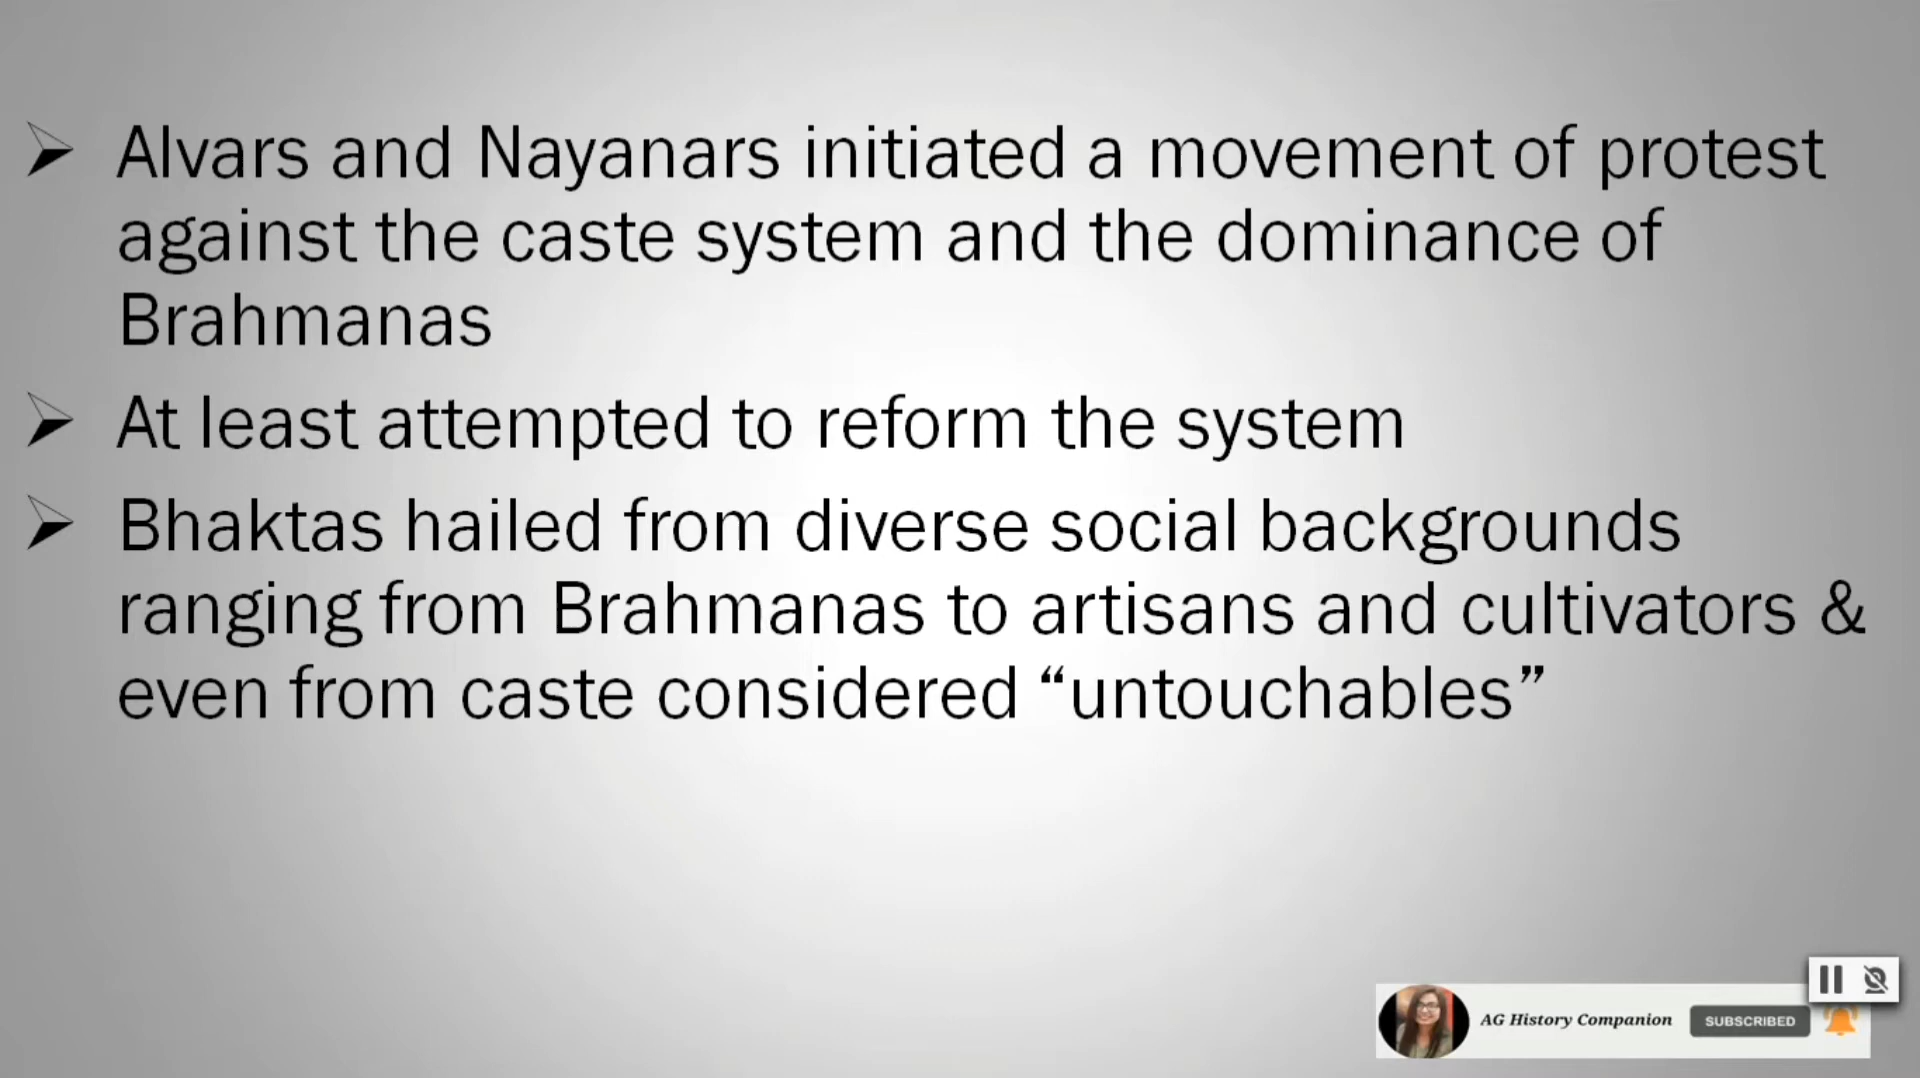 Alvars and Nayanars initiated a movement of protest
against the caste system and the dominance of
Brahmanas
At least attempted to reform the system
Bhaktas hailed from diverse social backgrounds
ranging from Brahmanas to artisans and cultivators &
even from caste considered “untouchables”
AG History Companion
SUBSCRIBED